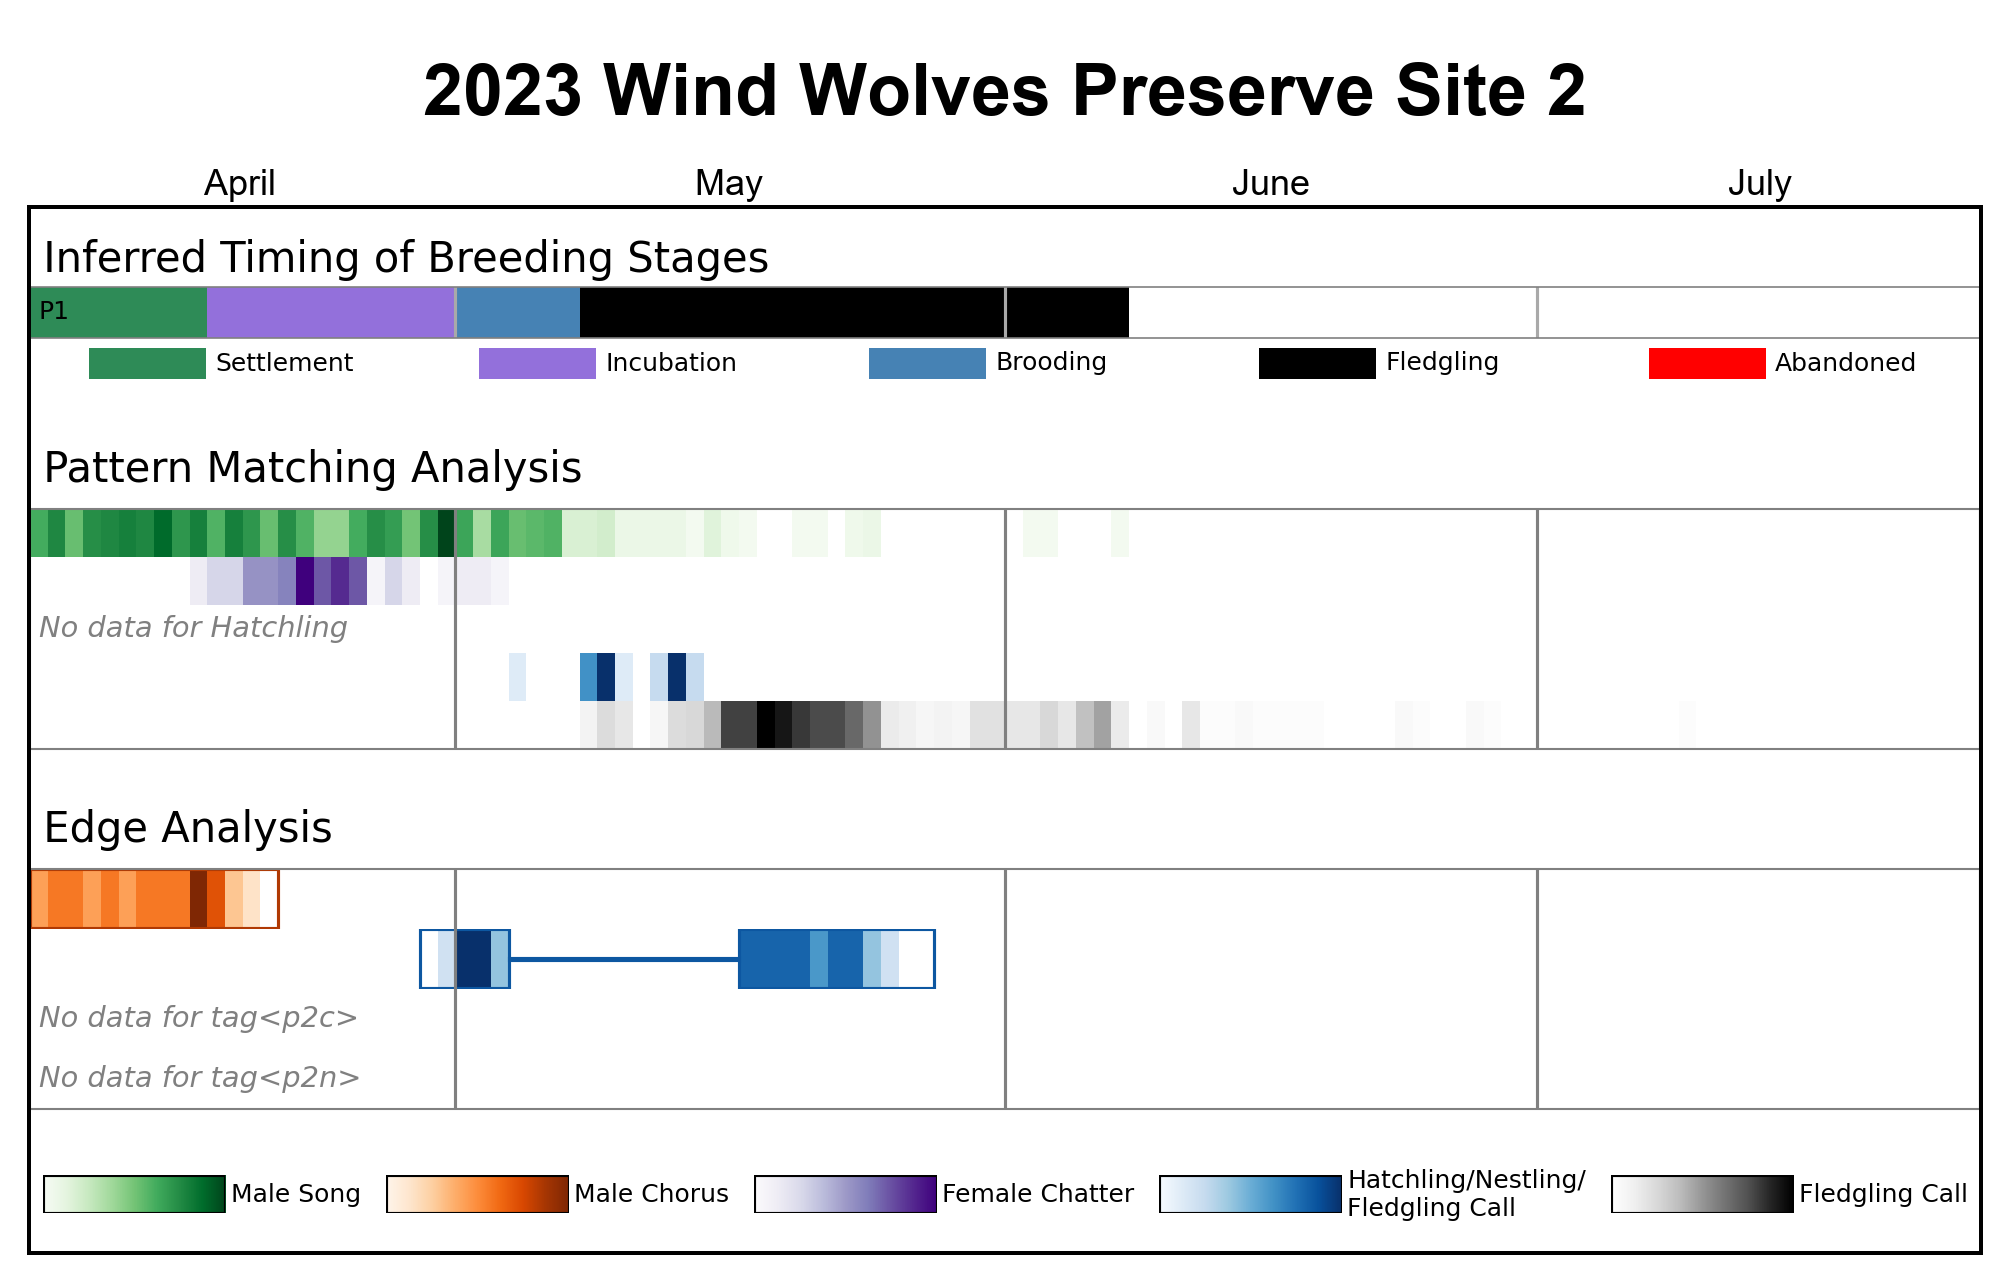 2023 Wind Wolves Preserve Site 2
April May June July
Inferred Timing of Breeding Stages
P1
Settlement Incubation Brooding Fledgling Abandoned
Pattern Matching Analysis
No data for Hatchling
Edge Analysis
No data for tag<p2c>
No data for tag<p2n>
Male Song Male Chorus Female Chatter Hatchling/Nestling/
Fledgling Call Fledgling Call